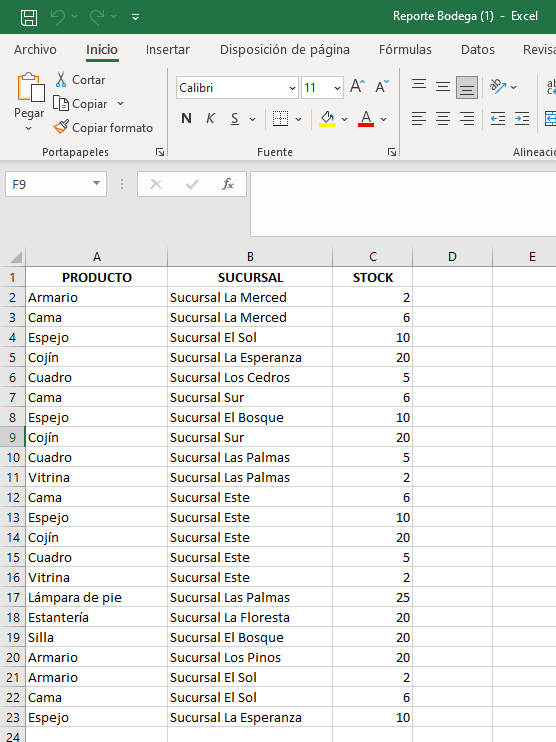 Reporte Bodega (1) - Excel
Archivo Inicio Insertar Disposición de página Fórmulas Datos Revisa
Pegar
Cortar
Copiar
Copiar formato
Portapapeles
Calibri 11 A A
N K S A
Fuente
ab
Alineació
F9 fx
A B C D E
1 PRODUCTO SUCURSAL STOCK
2 Armario Sucursal La Merced 2
3 Cama Sucursal La Merced 6
4 Espejo Sucursal El Sol 10
5 Cojín Sucursal La Esperanza 20
6 Cuadro Sucursal Los Cedros 5
7 Cama Sucursal Sur 6
8 Espejo Sucursal El Bosque 10
9 Cojín Sucursal Sur 20
10 Cuadro Sucursal Las Palmas 5
11 Vitrina Sucursal Las Palmas 2
12 Cama Sucursal Este 6
13 Espejo Sucursal Este 10
14 Cojín Sucursal Este 20
15 Cuadro Sucursal Este 5
16 Vitrina Sucursal Este 2
17 Lámpara de pie Sucursal Las Palmas 25
18 Estantería Sucursal La Floresta 20
19 Silla Sucursal El Bosque 20
20 Armario Sucursal Los Pinos 20
21 Armario Sucursal El Sol 2
22 Cama Sucursal El Sol 6
23 Espejo Sucursal La Esperanza 10
24